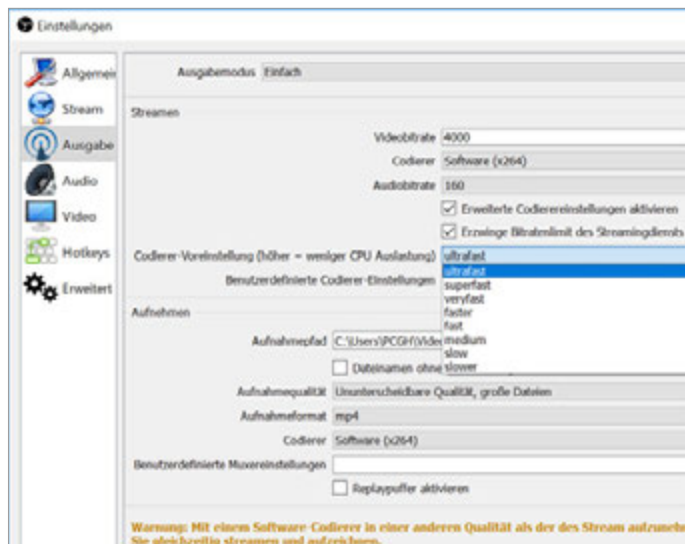 Einstellungen
Allgemein
Stream
Ausgabe
Audio
Video
Hotkeys
Erweitert
Ausgabemodus Einfach
Streamen
Videobitrate 4000
Codierer Software (x264)
Audiobitrate 160
Erweiterte Codierereinstellungen aktivieren
Erzwinge Bitratenlimit des Streamingdiensts
Codierer-Voreinstellung (höher = weniger CPU Auslastung) ultrafast
ultrafast
superfast
veryfast
faster
fast
medium
slow
slower
Benutzerdefinierte Codierer-Einstellungen
Aufnehmen
Aufnahmepfad C:\Users\PCGH\Vide
Dateinamen ohne
Aufnahmequalität Ununterscheidbare Qualität, große Dateien
Aufnahmeformat mp4
Codierer Software (x264)
Benutzerdefinierte Muxereinstellungen
Replaypuffer aktivieren
Warnung: Mit einem Software-Codierer in einer anderen Qualität als der des Stream aufzunehm
Sie gleichzeitig streamen und aufzeichnen.